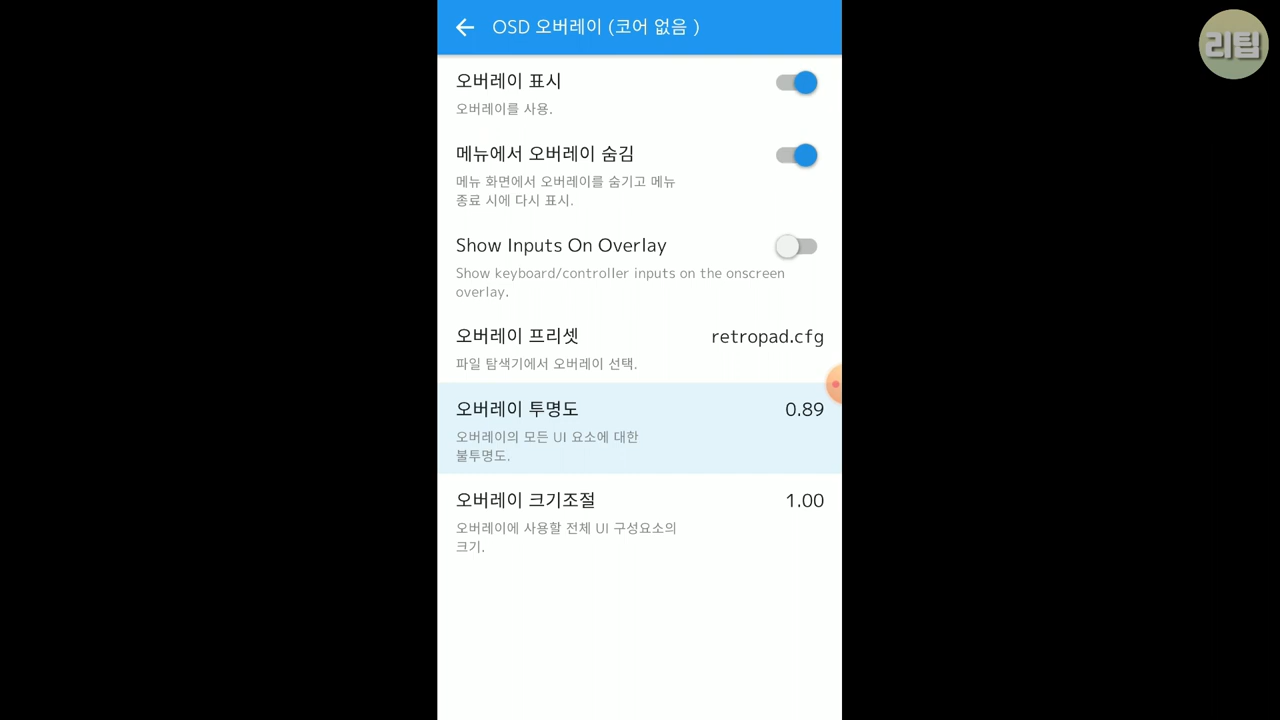 OSD 오버레이 (코어 없음 )
리팁
오버레이 표시
오버레이를 사용.
메뉴에서 오버레이 숨김
메뉴 화면에서 오버레이를 숨기고 메뉴
종료 시에 다시 표시.
Show Inputs On Overlay
Show keyboard/controller inputs on the onscreen
overlay.
오버레이 프리셋 retropad.cfg
파일 탐색기에서 오버레이 선택.
오버레이 투명도 0.89
오버레이의 모든 UI 요소에 대한
불투명도.
오버레이 크기조절 1.00
오버레이에 사용할 전체 UI 구성요소의
크기.